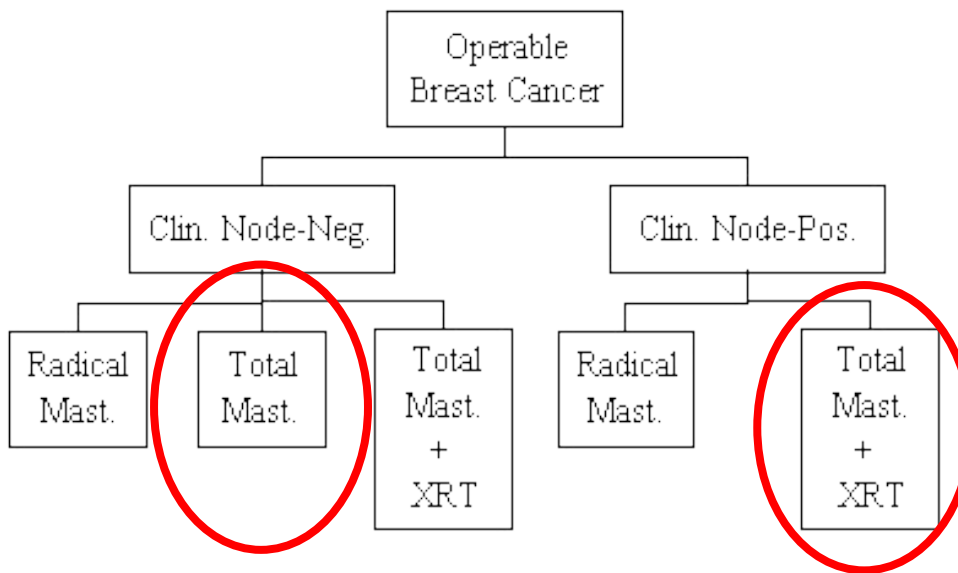 Operable
Breast Cancer
Clin. Node-Neg.
Clin. Node-Pos.
Radical
Mast.
Total
Mast.
Total
Mast.
+
XRT
Radical
Mast.
Total
Mast.
+
XRT